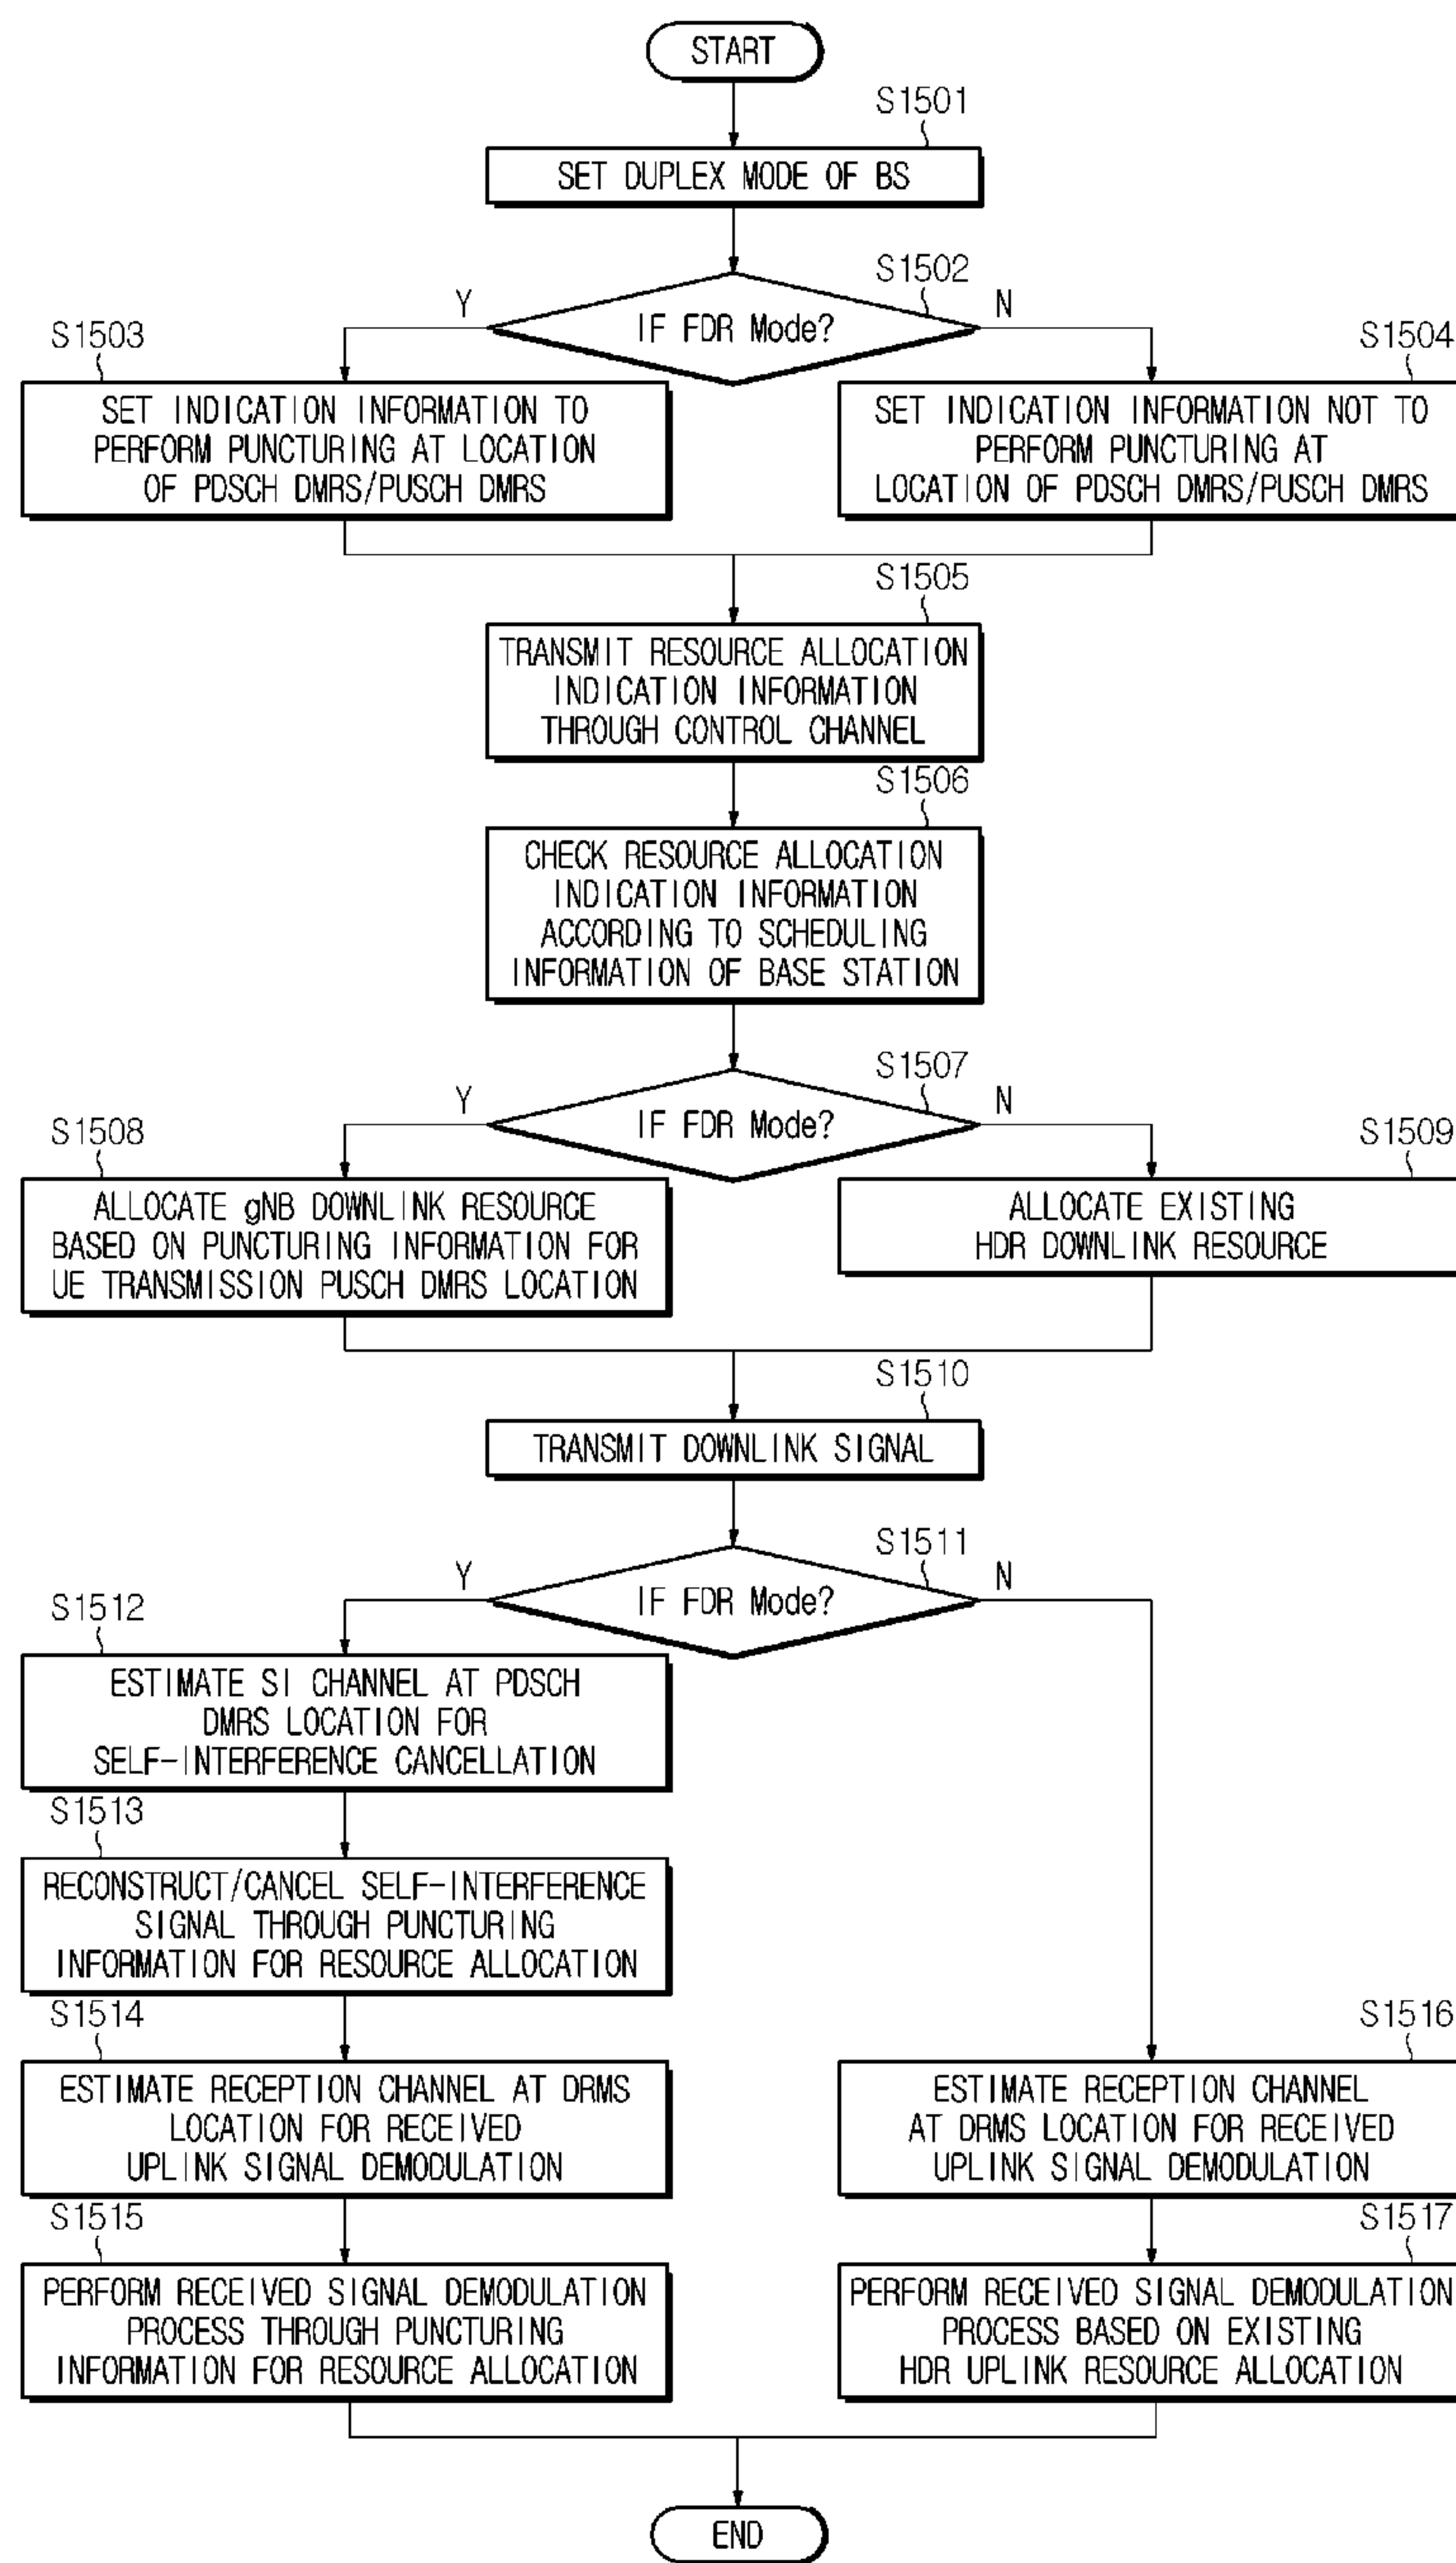 START
S1501
SET DUPLEX MODE OF BS
S1502
Y
IF FDR Mode?
N
S1503
SET INDICATION INFORMATION TO
PERFORM PUNCTURING AT LOCATION
OF PDSCH DMRS/PUSCH DMRS
S1504
SET INDICATION INFORMATION NOT TO
PERFORM PUNCTURING AT
LOCATION OF PDSCH DMRS/PUSCH DMRS
S1505
TRANSMIT RESOURCE ALLOCATION
INDICATION INFORMATION
THROUGH CONTROL CHANNEL
S1506
CHECK RESOURCE ALLOCATION
INDICATION INFORMATION
ACCORDING TO SCHEDULING
INFORMATION OF BASE STATION
S1507
Y
IF FDR Mode?
N
S1508
ALLOCATE gNB DOWNLINK RESOURCE
BASED ON PUNCTURING INFORMATION FOR
UE TRANSMISSION PUSCH DMRS LOCATION
S1509
ALLOCATE EXISTING
HDR DOWNLINK RESOURCE
S1510
TRANSMIT DOWNLINK SIGNAL
S1511
Y
IF FDR Mode?
N
S1512
ESTIMATE SI CHANNEL AT PDSCH
DMRS LOCATION FOR
SELF-INTERFERENCE CANCELLATION
S1513
RECONSTRUCT/CANCEL SELF-INTERFERENCE
SIGNAL THROUGH PUNCTURING
INFORMATION FOR RESOURCE ALLOCATION
S1514
ESTIMATE RECEPTION CHANNEL AT DRMS
LOCATION FOR RECEIVED
UPLINK SIGNAL DEMODULATION
S1516
ESTIMATE RECEPTION CHANNEL
AT DRMS LOCATION FOR RECEIVED
UPLINK SIGNAL DEMODULATION
S1515
PERFORM RECEIVED SIGNAL DEMODULATION
PROCESS THROUGH PUNCTURING
INFORMATION FOR RESOURCE ALLOCATION
S1517
PERFORM RECEIVED SIGNAL DEMODULATION
PROCESS BASED ON EXISTING
HDR UPLINK RESOURCE ALLOCATION
END